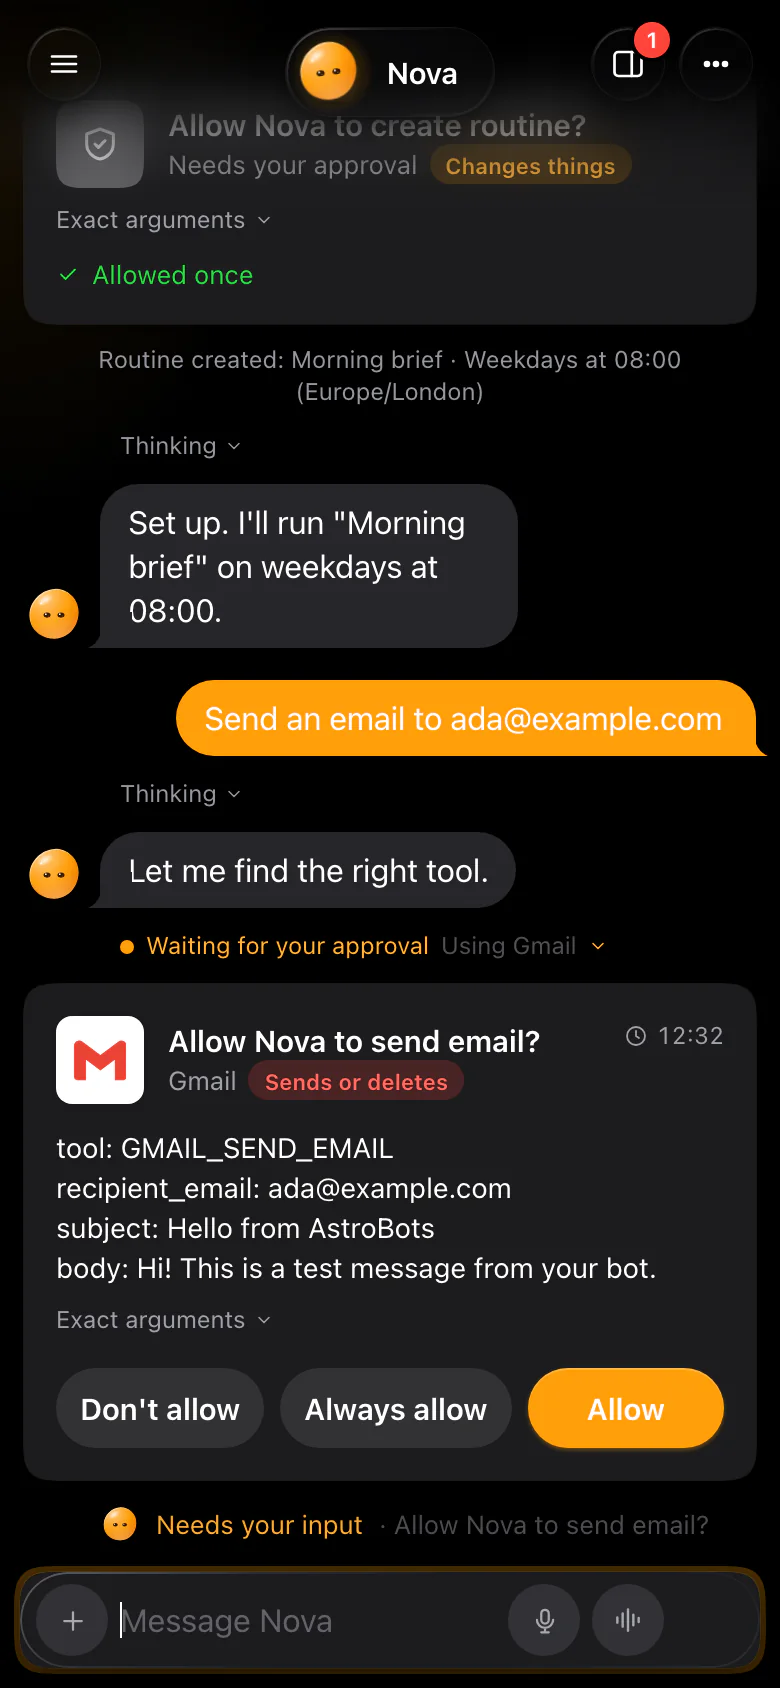 Nova
1
Allow Nova to create routine?
Needs your approval Changes things
Exact arguments
Allowed once
Routine created: Morning brief · Weekdays at 08:00
(Europe/London)
Thinking
Set up. I'll run "Morning
brief" on weekdays at
08:00.
Send an email to ada@example.com
Thinking
Let me find the right tool.
Waiting for your approval Using Gmail
Allow Nova to send email? 12:32
Gmail Sends or deletes
tool: GMAIL_SEND_EMAIL
recipient_email: ada@example.com
subject: Hello from AstroBots
body: Hi! This is a test message from your bot.
Exact arguments
Don't allow Always allow Allow
Needs your input · Allow Nova to send email?
Message Nova